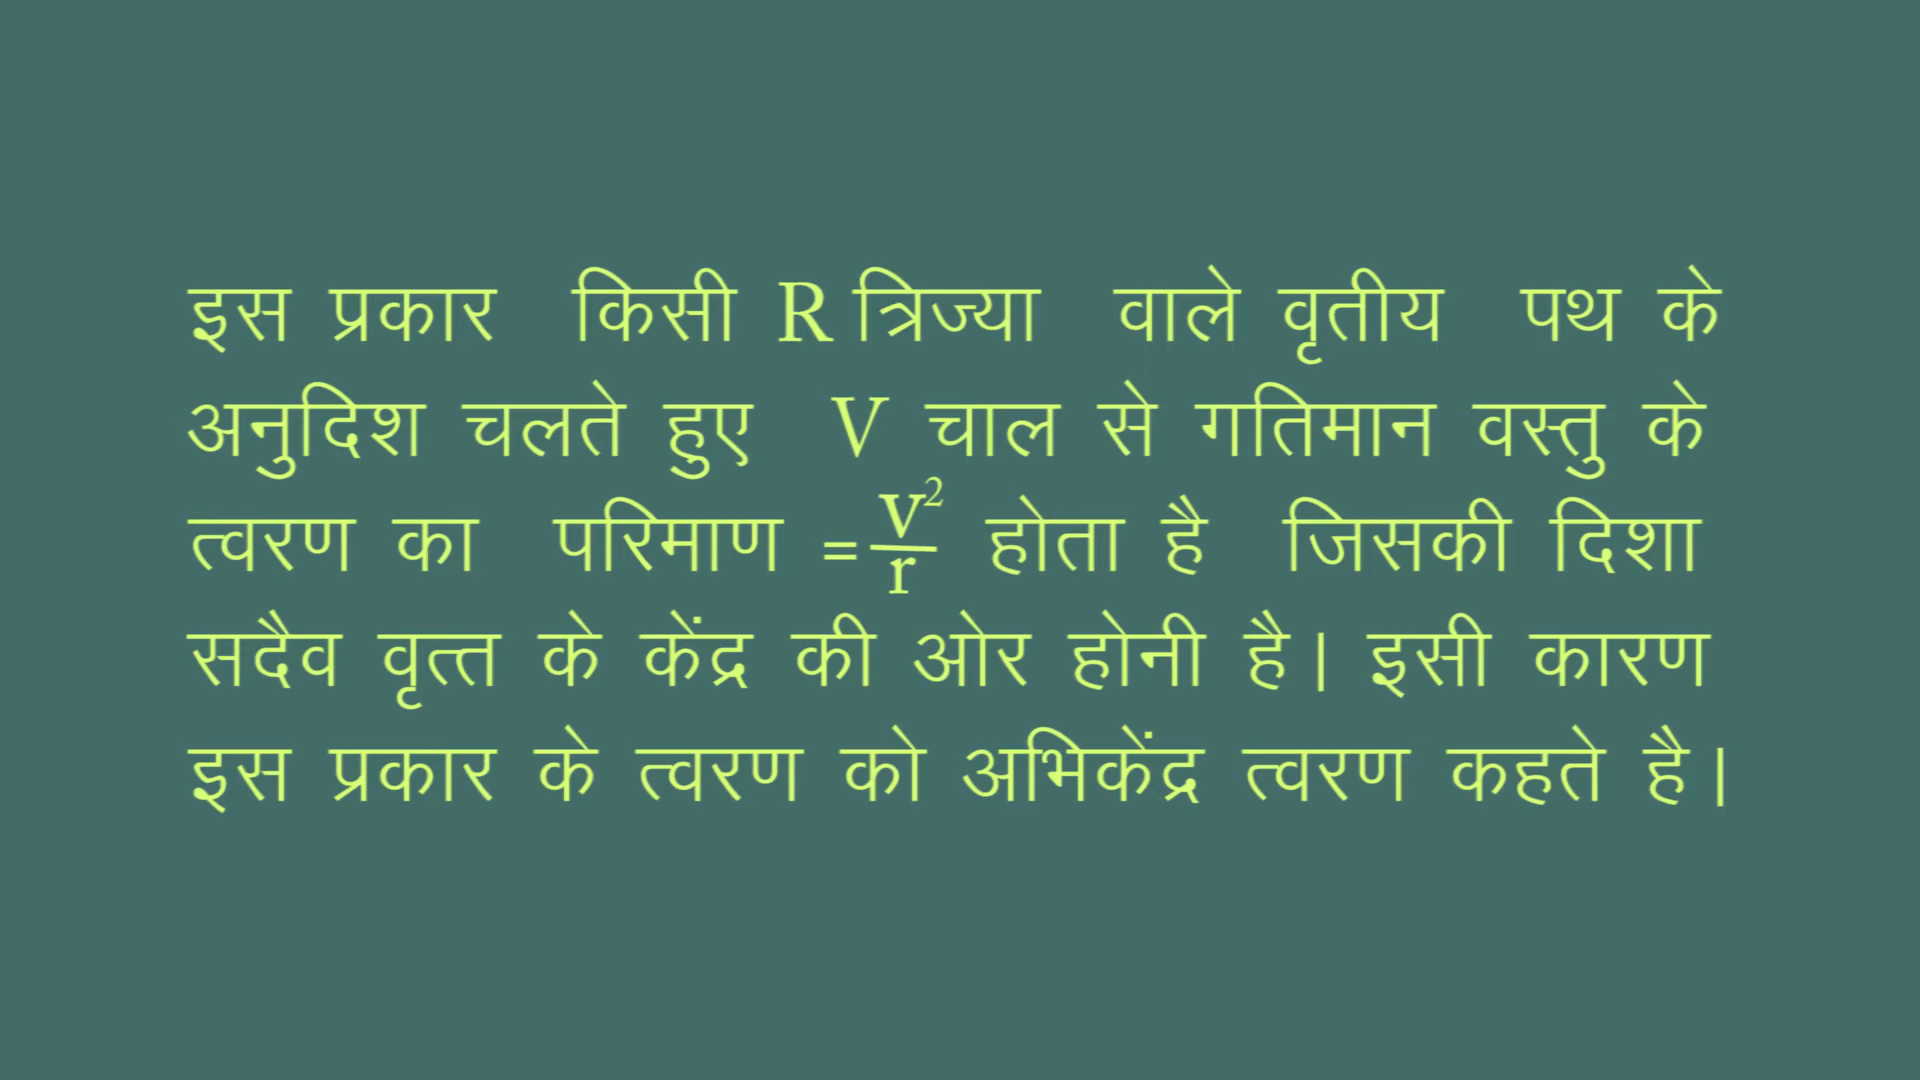 इस प्रकार किसी R त्रिज्या वाले वृतीय पथ के
अनुदिश चलते हुए V चाल से गतिमान वस्तु के
त्वरण का परिमाण =v²/r होता है जिसकी दिशा
सदैव वृत्त के केंद्र की ओर होनी है। इसी कारण
इस प्रकार के त्वरण को अभिकेंद्र त्वरण कहते है।